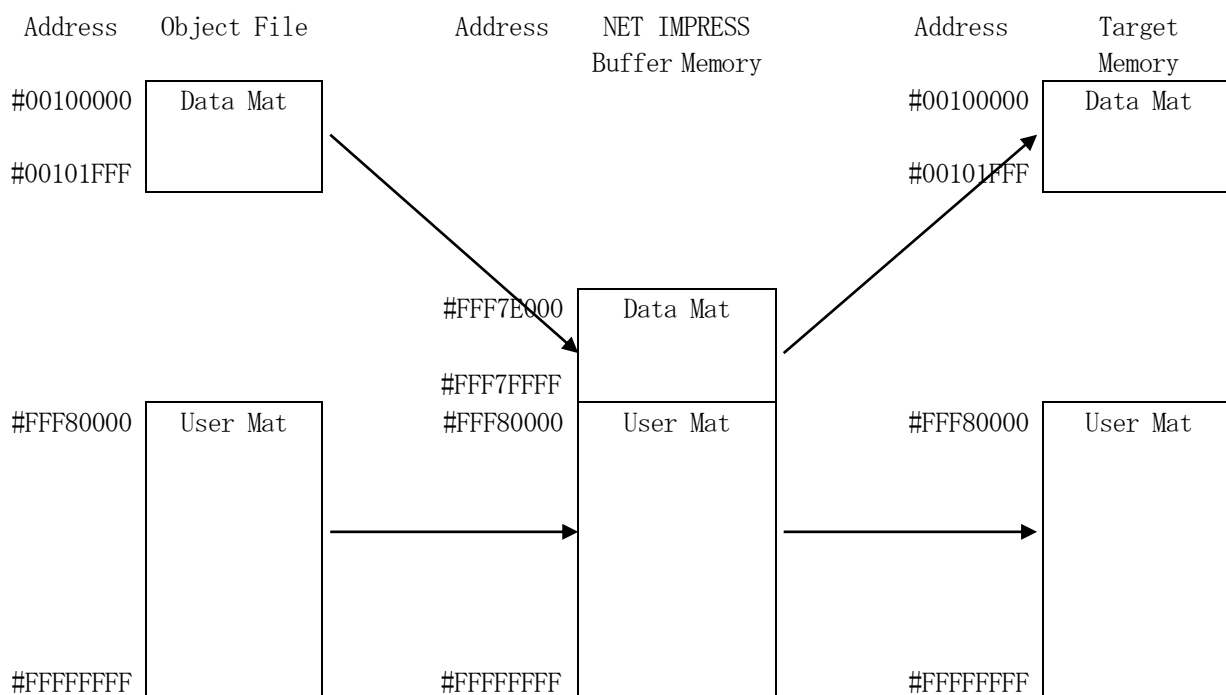 Address Object File Address NET IMPRESS Address Target
Buffer Memory Memory
#00100000 Data Mat #00100000 Data Mat
#00101FFF #00101FFF
#FFF7E000 Data Mat
#FFF7FFFF
#FFF80000 User Mat #FFF80000 User Mat #FFF80000 User Mat
#FFFFFFFF #FFFFFFFF #FFFFFFFF